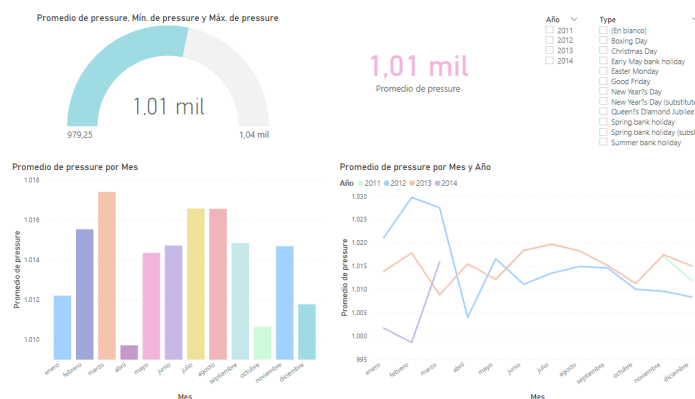 Promedio de pressure, Mín. de pressure y Máx. de pressure
1,01 mil
979,25
1,04 mil
1,01 mil
Promedio de pressure
Año
2011
2012
2013
2014
Type
(En blanco)
Boxing Day
Christmas Day
Early May bank holiday
Easter Monday
Good Friday
New Year?s Day
New Year?s Day (substitute
Queen?s Diamond Jubilee
Spring bank holiday
Spring bank holiday (subst
Summer bank holiday
Promedio de pressure por Mes
Promedio de pressure
1.018
1.016
1.014
1.012
1.010
enero
febrero
marzo
abril
mayo
junio
julio
agosto
septiembre
octubre
noviembre
diciembre
Mes
Promedio de pressure por Mes y Año
Año 2011 2012 2013 2014
Promedio de pressure
1.030
1.025
1.020
1.015
1.010
1.005
1.000
995
enero
febrero
marzo
abril
mayo
junio
julio
agosto
septiembre
octubre
noviembre
diciembre
Mes